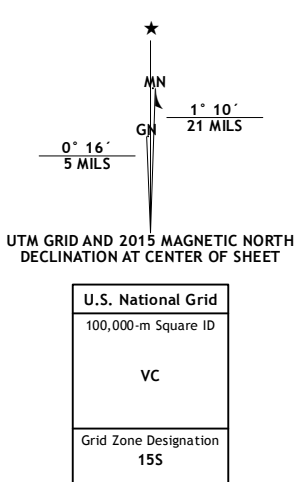 ★
MN
1° 10´
21 MILS
GN
0° 16´
5 MILS
UTM GRID AND 2015 MAGNETIC NORTH
DECLINATION AT CENTER OF SHEET
U.S. National Grid
100,000-m Square ID
VC
Grid Zone Designation
15S